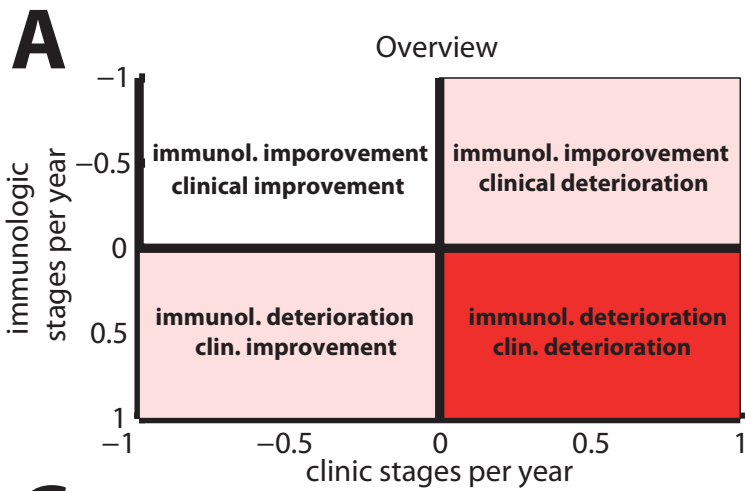 A
Overview
−1
−0.5
0
0.5
1
immunologic
stages per year
immunol. imporovement
clinical improvement
immunol. imporovement
clinical deterioration
immunol. deterioration
clin. improvement
immunol. deterioration
clin. deterioration
−1
−0.5
0
0.5
1
clinic stages per year